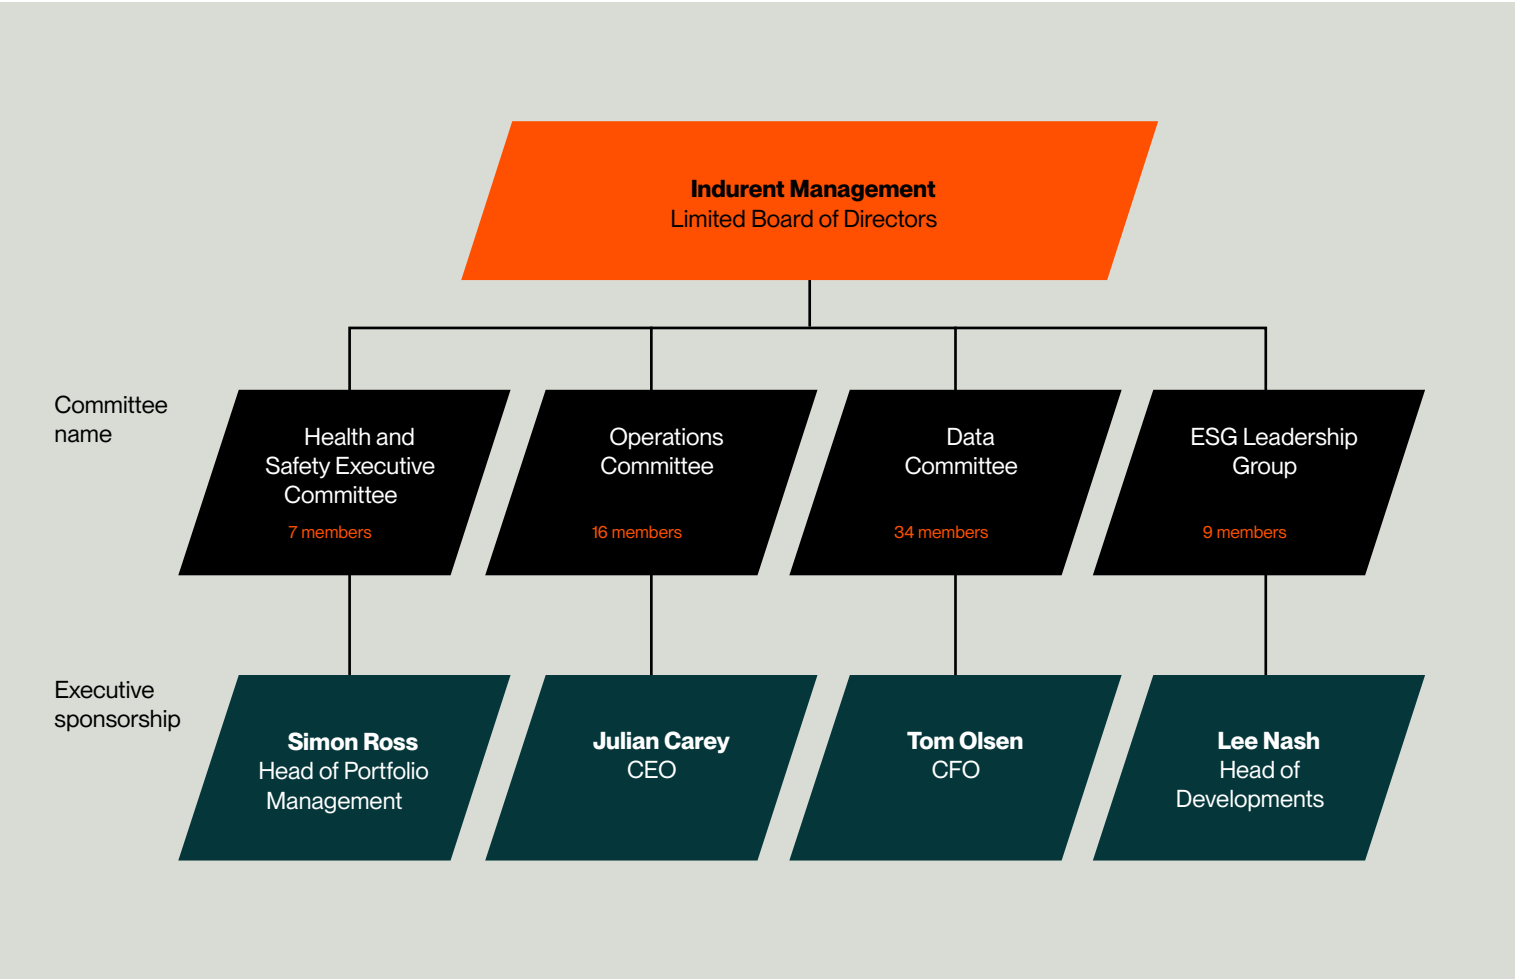 Indurent Management
Limited Board of Directors
Committee
name
Health and
Safety Executive
Committee
7 members
Operations
Committee
16 members
Data
Committee
34 members
ESG Leadership
Group
9 members
Executive
sponsorship
Simon Ross
Head of Portfolio
Management
Julian Carey
CEO
Tom Olsen
CFO
Lee Nash
Head of
Developments